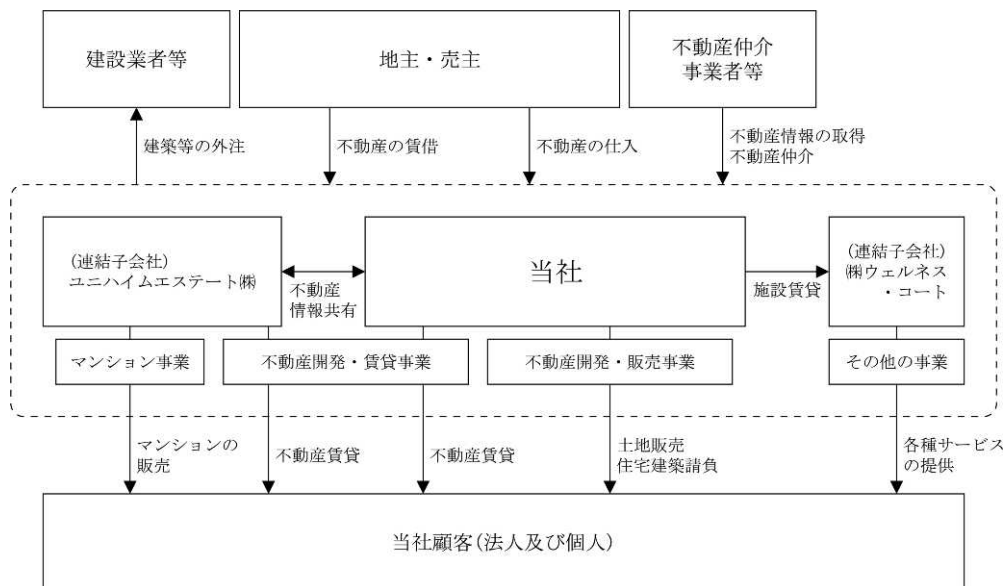 建設業者等
地主・売主
不動産仲介
事業者等
建築等の外注
不動産の賃借
不動産の仕入
不動産情報の取得
不動産仲介
(連結子会社)
ユニハイムエステート㈱
不動産
情報共有
当社
施設賃貸
(連結子会社)
㈱ウェルネス
・コート
マンション事業
不動産開発・賃貸事業
不動産開発・販売事業
その他の事業
マンションの
販売
不動産賃貸
不動産賃貸
土地販売
住宅建築請負
各種サービス
の提供
当社顧客(法人及び個人)